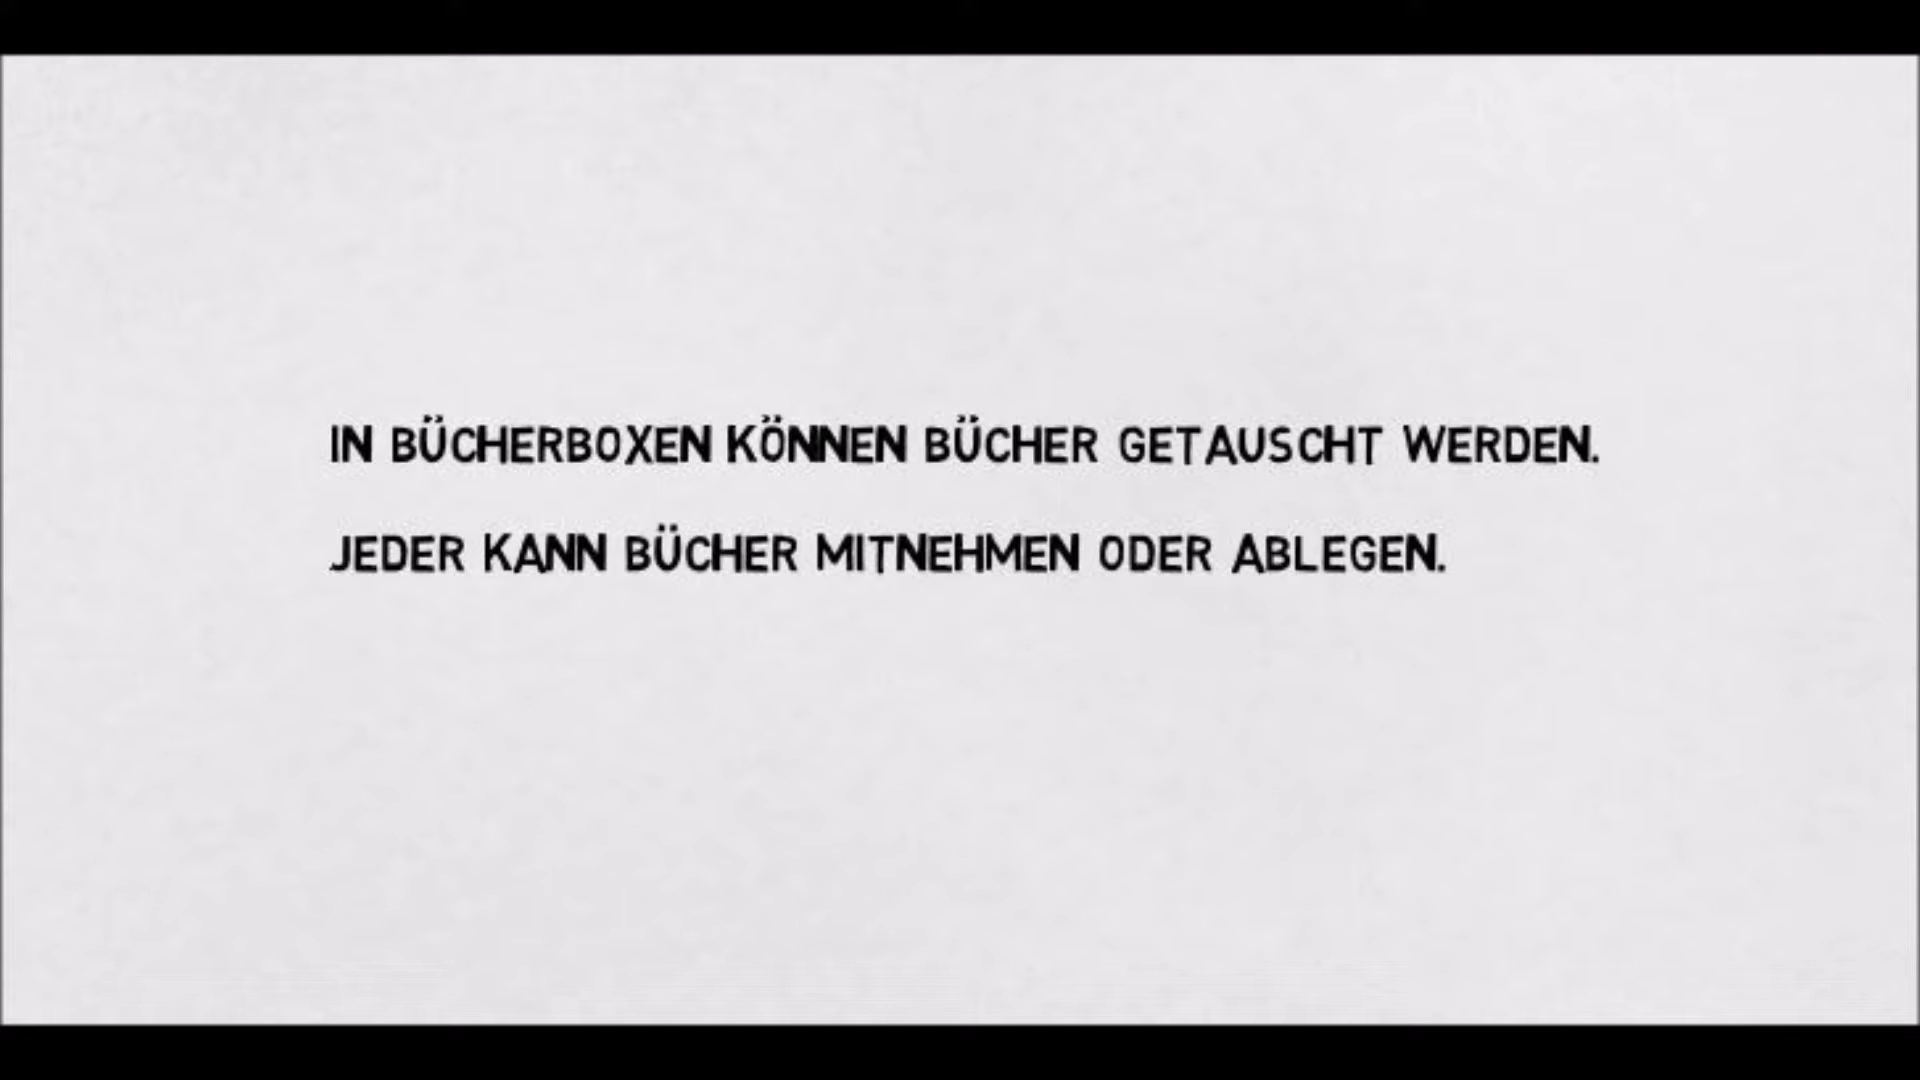 IN BÜCHERBOXEN KÖNNEN BÜCHER GETAUSCHT WERDEN.
JEDER KANN BÜCHER MITNEHMEN ODER ABLEGEN.